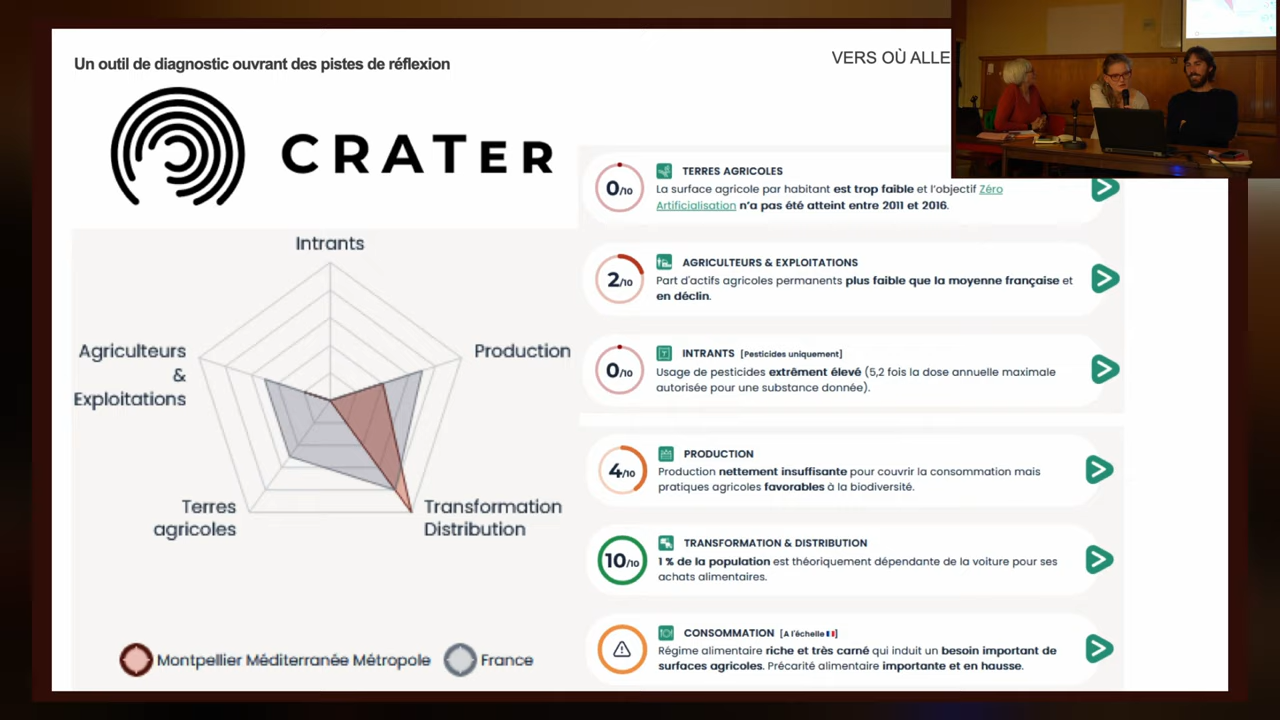 Un outil de diagnostic ouvrant des pistes de réflexion
VERS OÙ ALLE
CRATER
Intrants
Production
Agriculteurs
&
Exploitations
Terres
agricoles
Transformation
Distribution
Montpellier Méditerranée Métropole
France
0/10
TERRES AGRICOLES
La surface agricole par habitant est trop faible et l'objectif Zéro
Artificialisation n'a pas été atteint entre 2011 et 2016.
2/10
AGRICULTEURS & EXPLOITATIONS
Part d'actifs agricoles permanents plus faible que la moyenne française et
en déclin.
0/10
INTRANTS [Pesticides uniquement]
Usage de pesticides extrêment élevé (5,2 fois la dose annuelle maximale
autorisée pour une substance donnée).
4/10
PRODUCTION
Production nettement insuffisante pour couvrir la consommation mais
pratiques agricoles favorables à la biodiversité.
10/10
TRANSFORMATION & DISTRIBUTION
1 % de la population est théoriquement dépendante de la voiture pour ses
achats alimentaires.
CONSOMMATION [A l'échelle 🇫🇷]
Régime alimentaire riche et très carné qui induit un besoin important de
surfaces agricoles. Précarité alimentaire importante et en hausse.